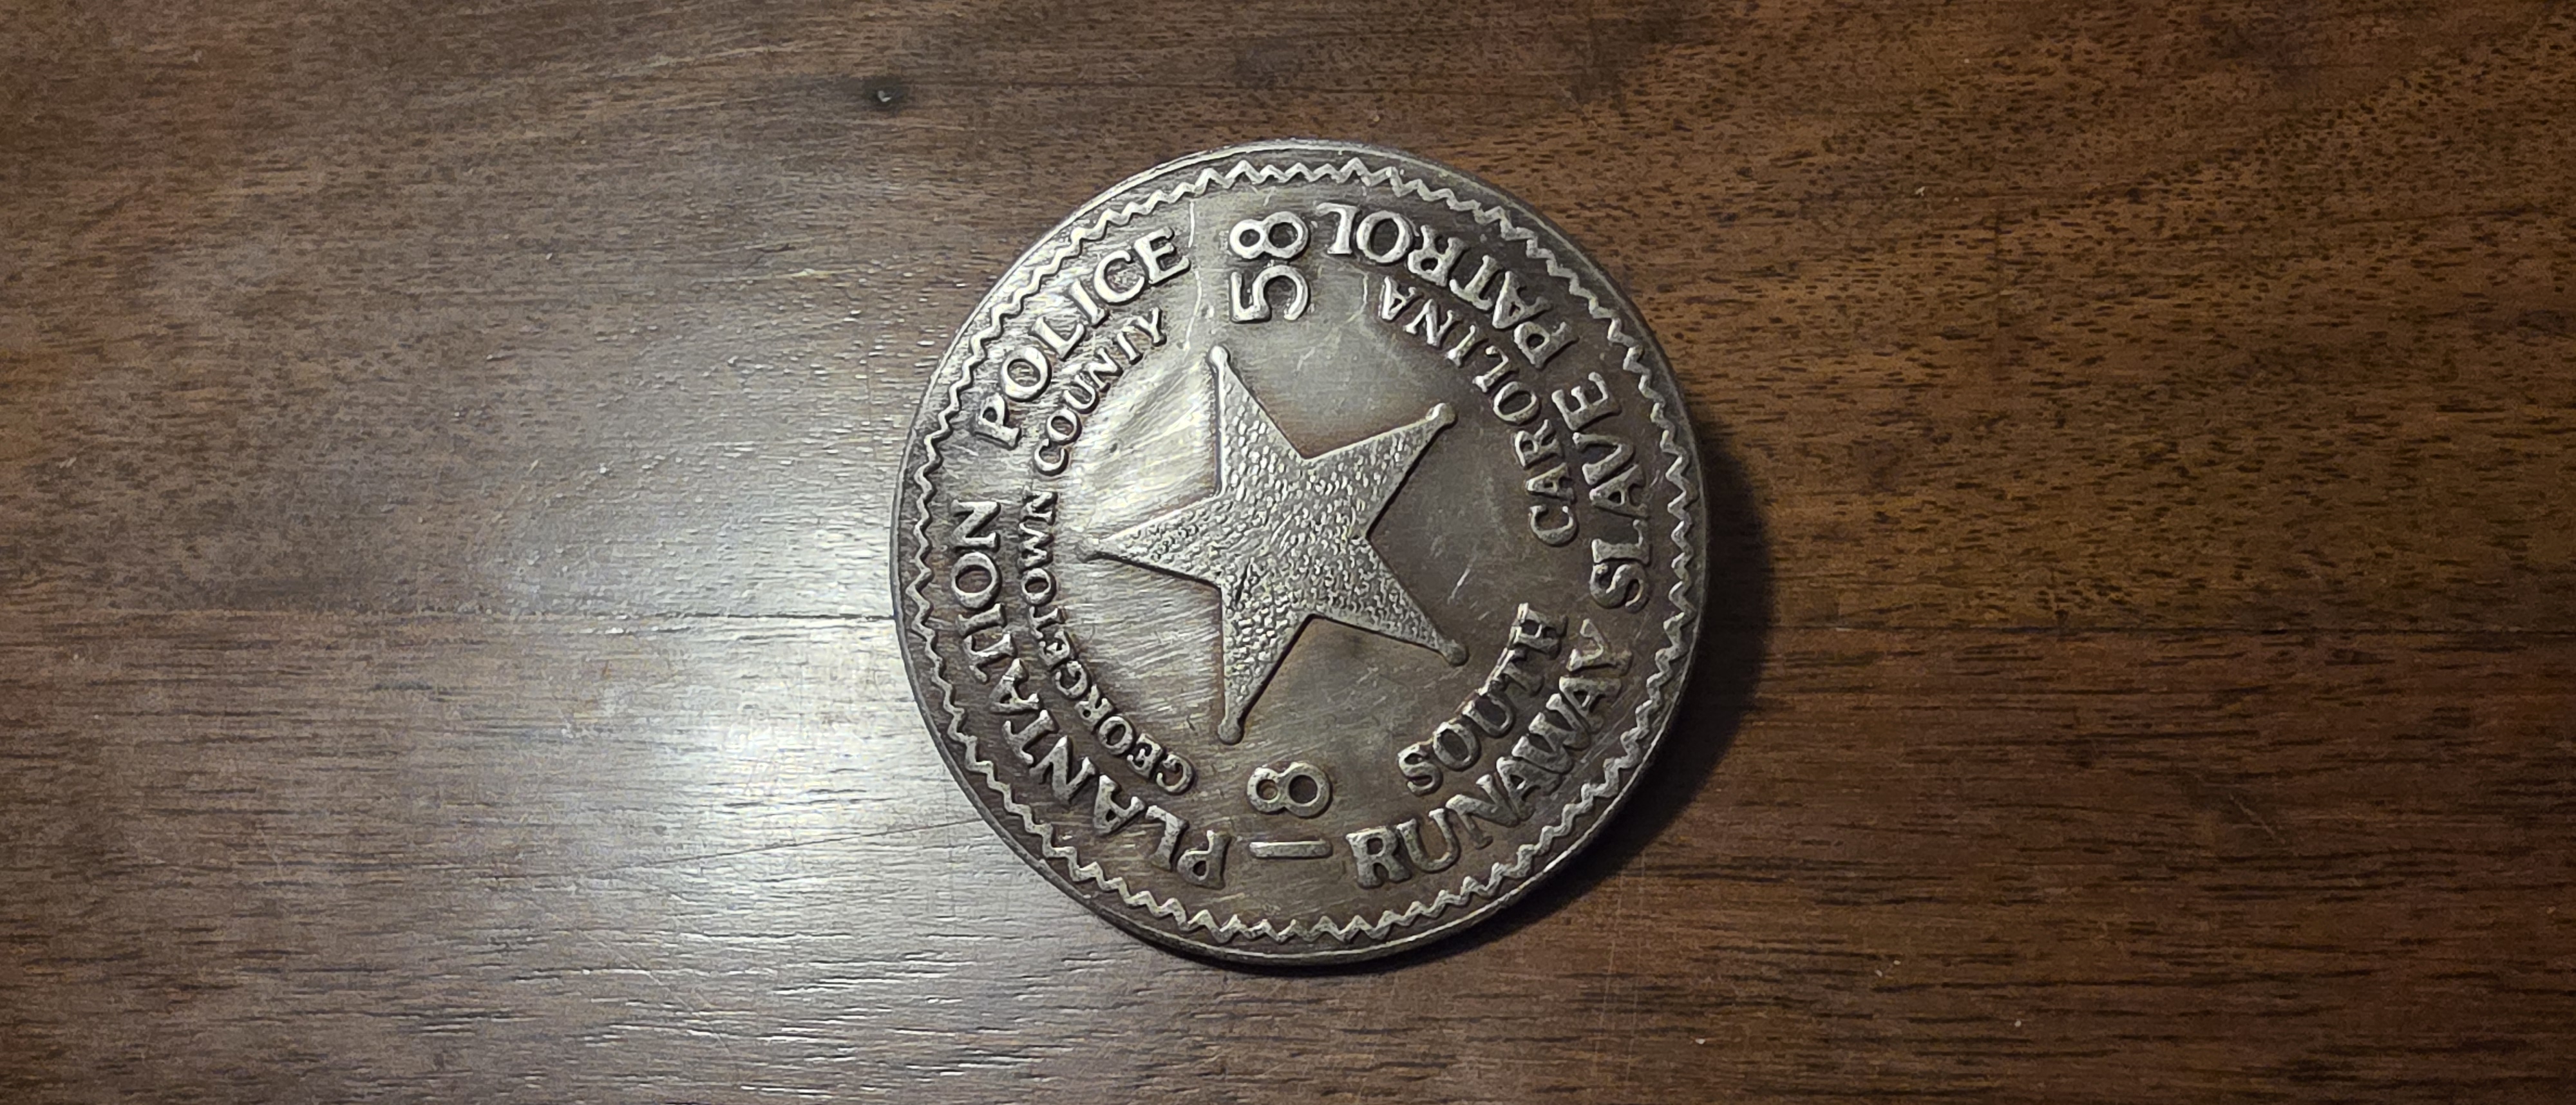 PLANTATION POLICE
GEORGETOWN COUNTY
18 58
SOUTH CAROLINA
RUNAWAY SLAVE PATROL